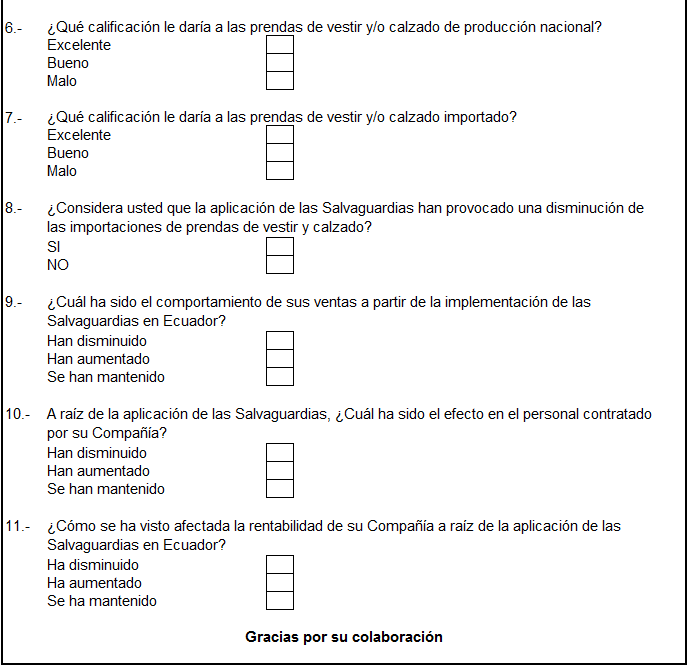 6.- ¿Qué calificación le daría a las prendas de vestir y/o calzado de producción nacional?
Excelente
Bueno
Malo
7.- ¿Qué calificación le daría a las prendas de vestir y/o calzado importado?
Excelente
Bueno
Malo
8.- ¿Considera usted que la aplicación de las Salvaguardias han provocado una disminución de
las importaciones de prendas de vestir y calzado?
SI
NO
9.- ¿Cuál ha sido el comportamiento de sus ventas a partir de la implementación de las
Salvaguardias en Ecuador?
Han disminuido
Han aumentado
Se han mantenido
10.- A raíz de la aplicación de las Salvaguardias, ¿Cuál ha sido el efecto en el personal contratado
por su Compañía?
Han disminuido
Han aumentado
Se han mantenido
11.- ¿Cómo se ha visto afectada la rentabilidad de su Compañía a raíz de la aplicación de las
Salvaguardias en Ecuador?
Ha disminuido
Ha aumentado
Se ha mantenido
Gracias por su colaboración